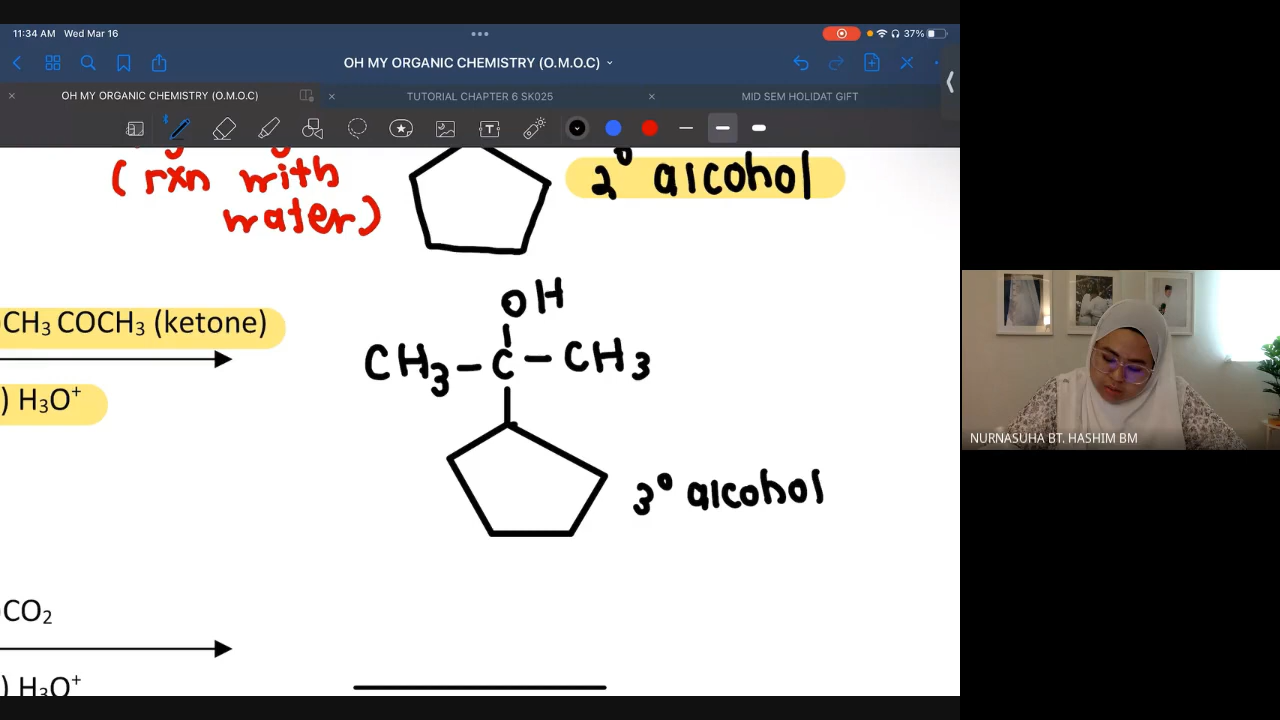 11:34 AM Wed Mar 16
37%
OH MY ORGANIC CHEMISTRY (O.M.O.C)
OH MY ORGANIC CHEMISTRY (O.M.O.C)
TUTORIAL CHAPTER 6 SK025
MID SEM HOLIDAT GIFT
(rxn with
water)
2° alcohol
OH
CH3 COCH3 (ketone)
CH3-C-CH3
) H3O+
3° alcohol
NURNASUHA BT. HASHIM BM
CO2
) H3O+